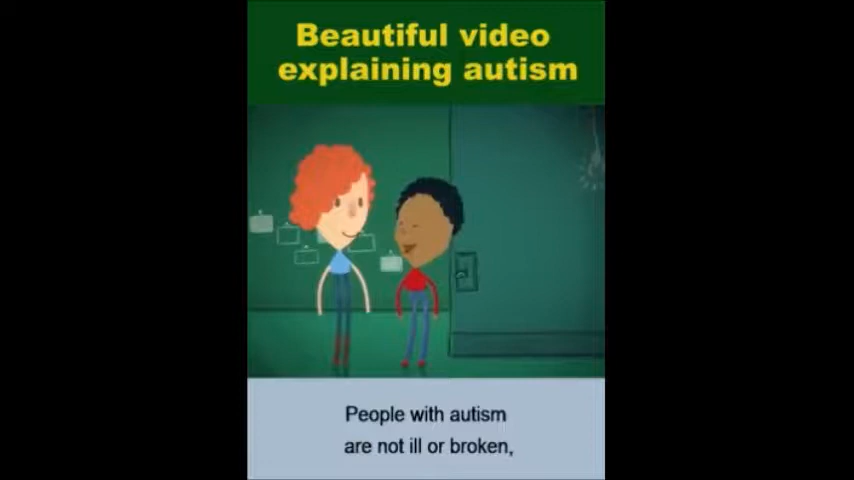 Beautiful video
explaining autism
People with autism
are not ill or broken,